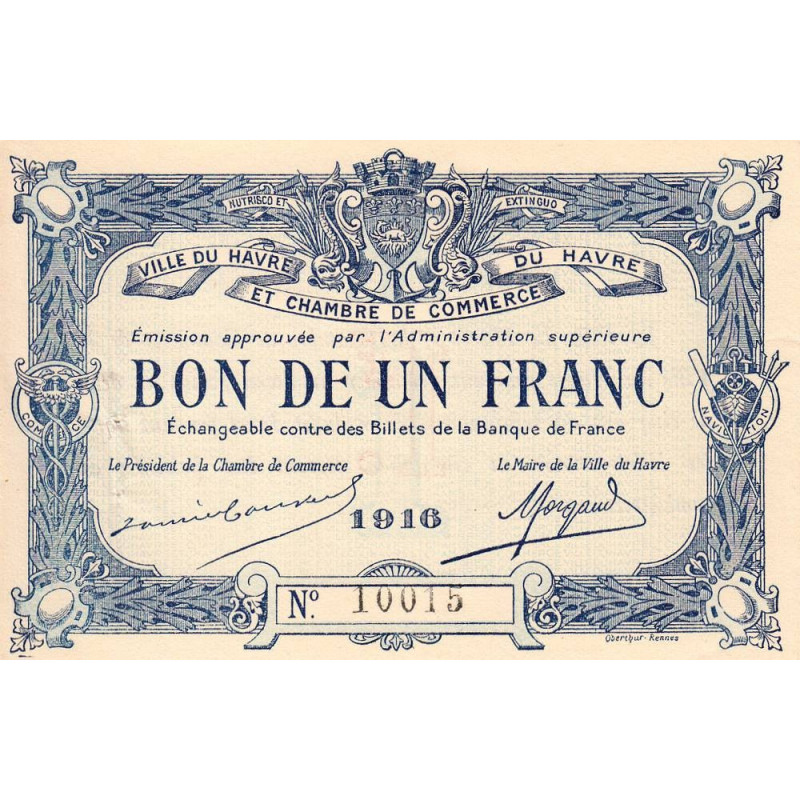 NUTRISCO ET EXTINGUO
VILLE DU HAVRE
ET CHAMBRE DE COMMERCE
DU HAVRE
Émission approuvée par l'Administration supérieure
BON DE UN FRANC
Échangeable contre des Billets de la Banque de France
COMMERCE
NAVIGATION
Le Président de la Chambre de Commerce
Le Maire de la Ville du Havre
1916
Morgaud
No. 10015
Oberthur-Rennes